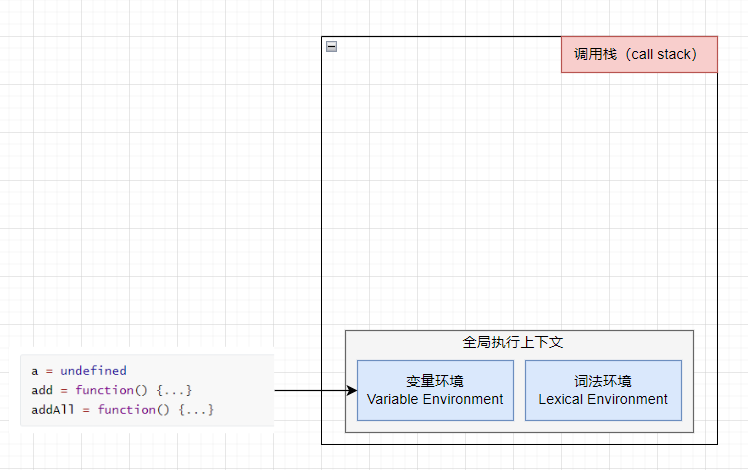 调用栈（call stack）
全局执行上下文
变量环境
Variable Environment
词法环境
Lexical Environment
a = undefined
add = function() {...}
addAll = function() {...}